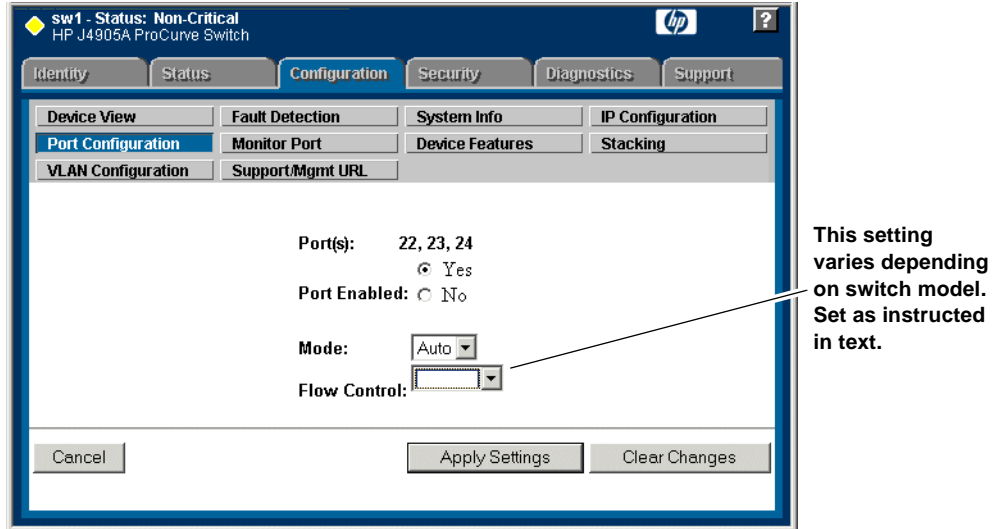 sw1 - Status: Non-Critical
HP J4905A ProCurve Switch
hp
?
Identity Status Configuration Security Diagnostics Support
Device View Fault Detection System Info IP Configuration
Port Configuration Monitor Port Device Features Stacking
VLAN Configuration Support/Mgmt URL
Port(s): 22, 23, 24
Yes
Port Enabled: No
Mode: Auto
Flow Control:
Cancel Apply Settings Clear Changes
This setting
varies depending
on switch model.
Set as instructed
in text.